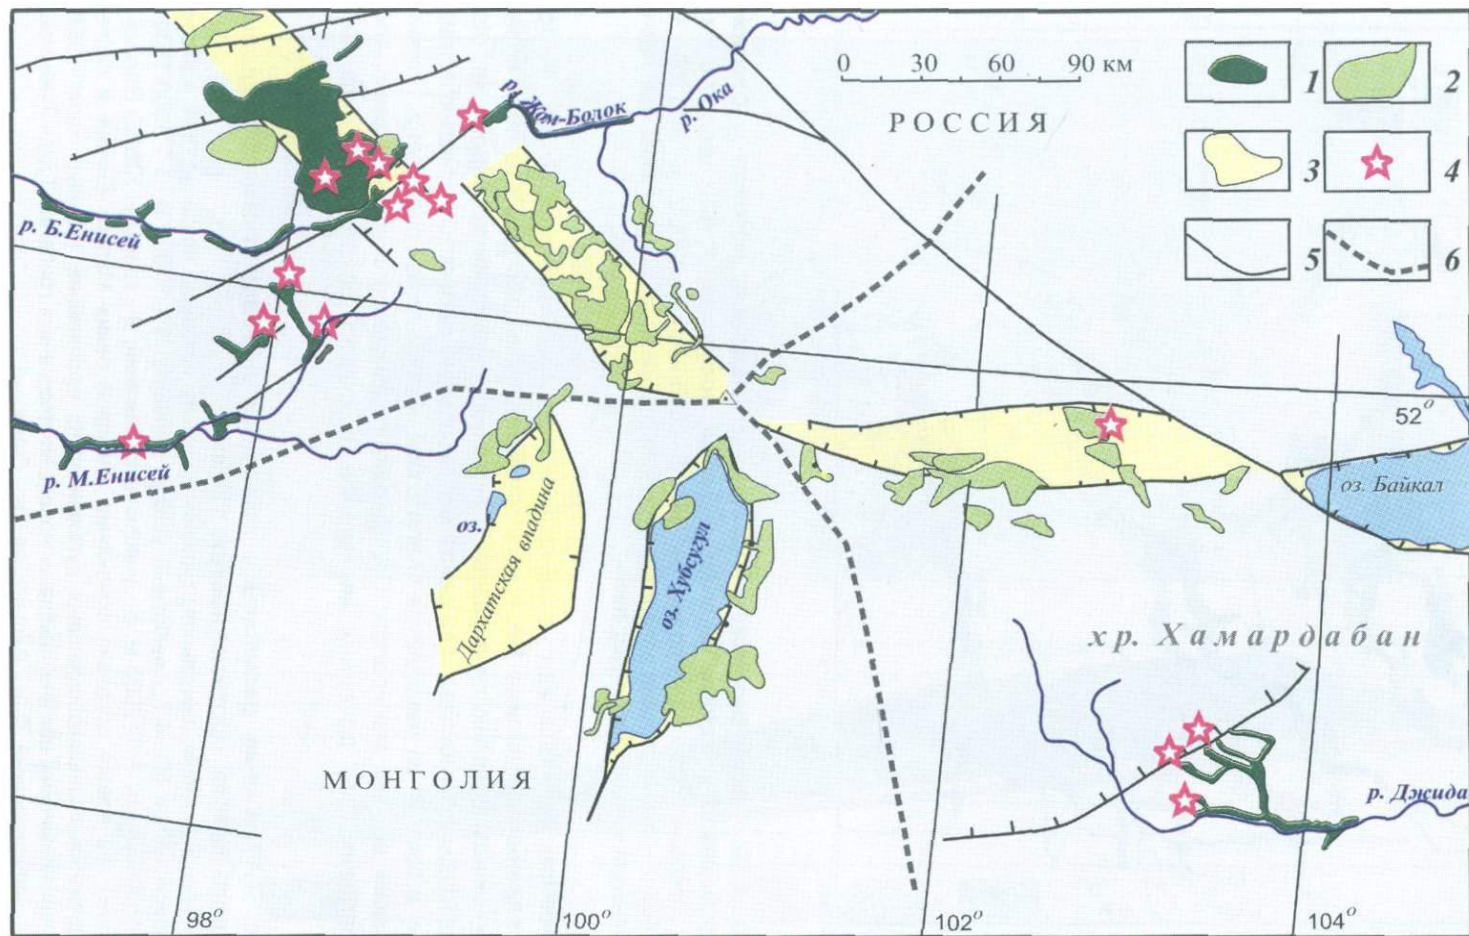 0 30 60 90 км
РОССИЯ
1
2
3
4
5
6
р. Жом-Болок
р. Ока
р. Б.Енисей
р. М.Енисей
оз.
Дархатская впадина
оз. Хубсугул
52°
оз. Байкал
хр. Хамардабан
МОНГОЛИЯ
р. Джида
98°
100°
102°
104°